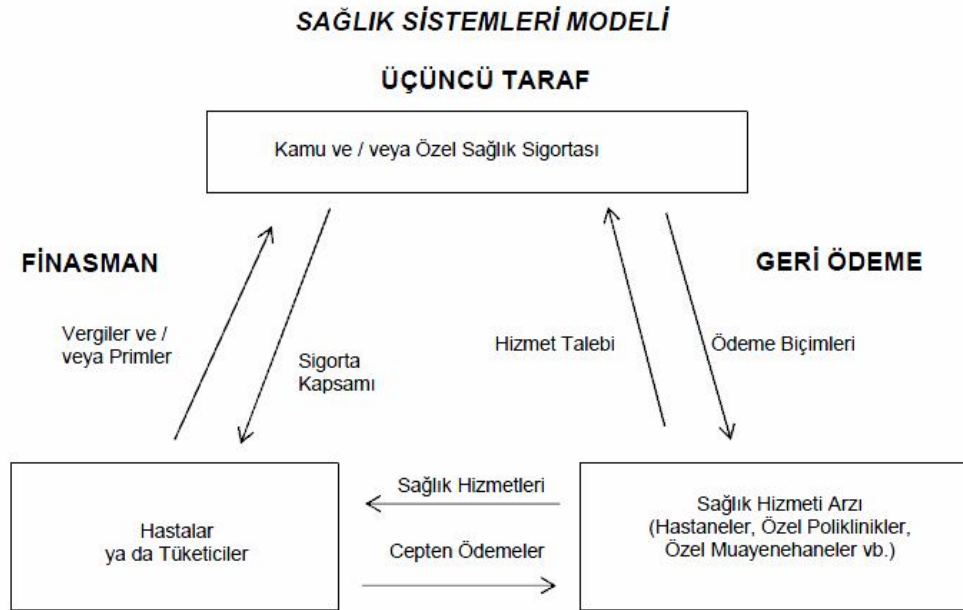 SAĞLIK SİSTEMLERİ MODELİ
ÜÇÜNCÜ TARAF
Kamu ve / veya Özel Sağlık Sigortası
FİNASMAN
GERİ ÖDEME
Vergiler ve /
veya Primler
Sigorta
Kapsamı
Hizmet Talebi
Ödeme Biçimleri
Hastalar
ya da Tüketiciler
Sağlık Hizmetleri
Cepten Ödemeler
Sağlık Hizmeti Arzı
(Hastaneler, Özel Poliklinikler,
Özel Muayenehaneler vb.)